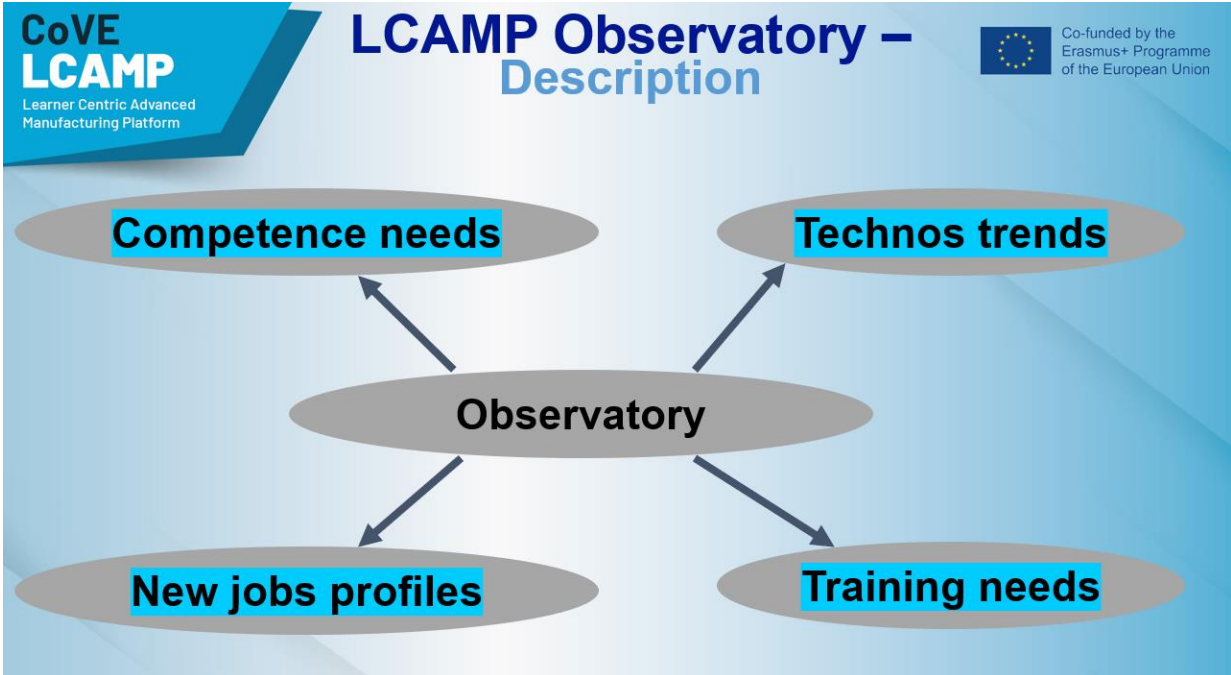 CoVE
LCAMP
Learner Centric Advanced
Manufacturing Platform
LCAMP Observatory –
Description
Co-funded by the
Erasmus+ Programme
of the European Union
Competence needs
Technos trends
Observatory
New jobs profiles
Training needs